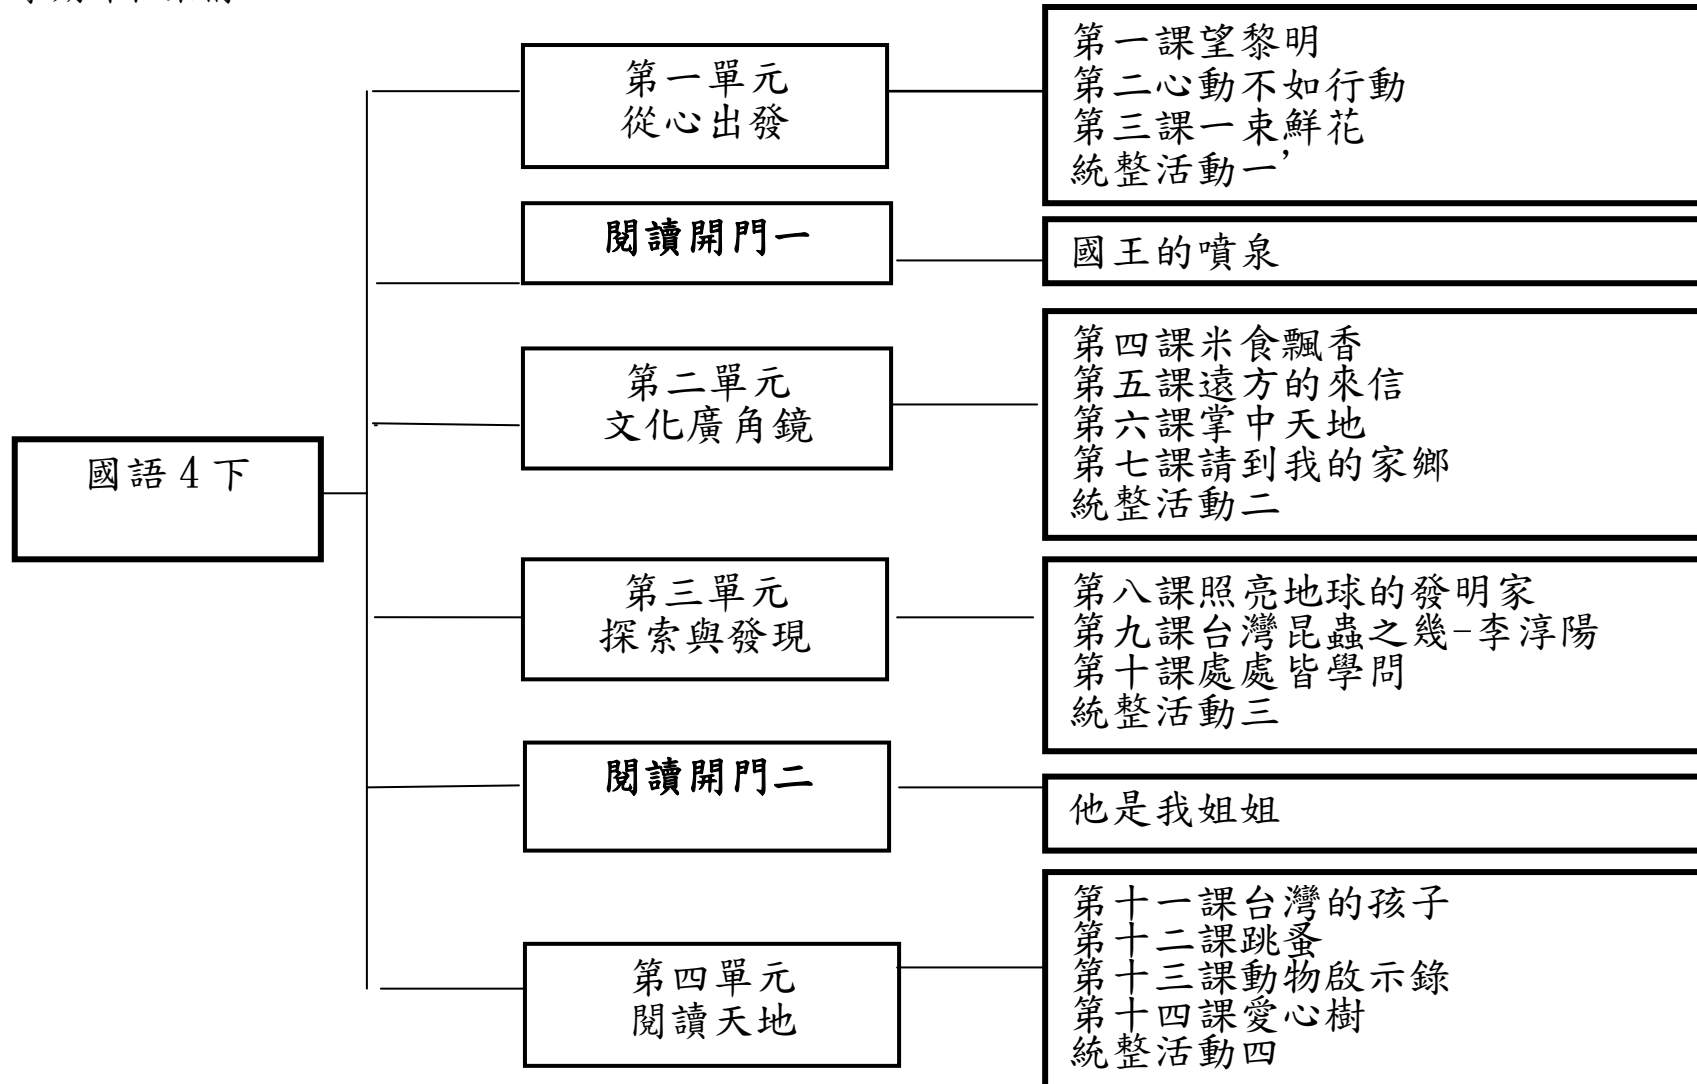 第一單元
從心出發
第一課望黎明
第二心動不如行動
第三課一束鮮花
統整活動一’
閱讀開門一
國王的噴泉
第二單元
文化廣角鏡
第四課米食飄香
第五課遠方的來信
第六課掌中天地
第七課請到我的家鄉
統整活動二
國語4下
第三單元
探索與發現
第八課照亮地球的發明家
第九課台灣昆蟲之幾-李淳陽
第十課處處皆學問
統整活動三
閱讀開門二
他是我姐姐
第四單元
閱讀天地
第十一課台灣的孩子
第十二課跳蚤
第十三課動物啟示錄
第十四課愛心樹
統整活動四